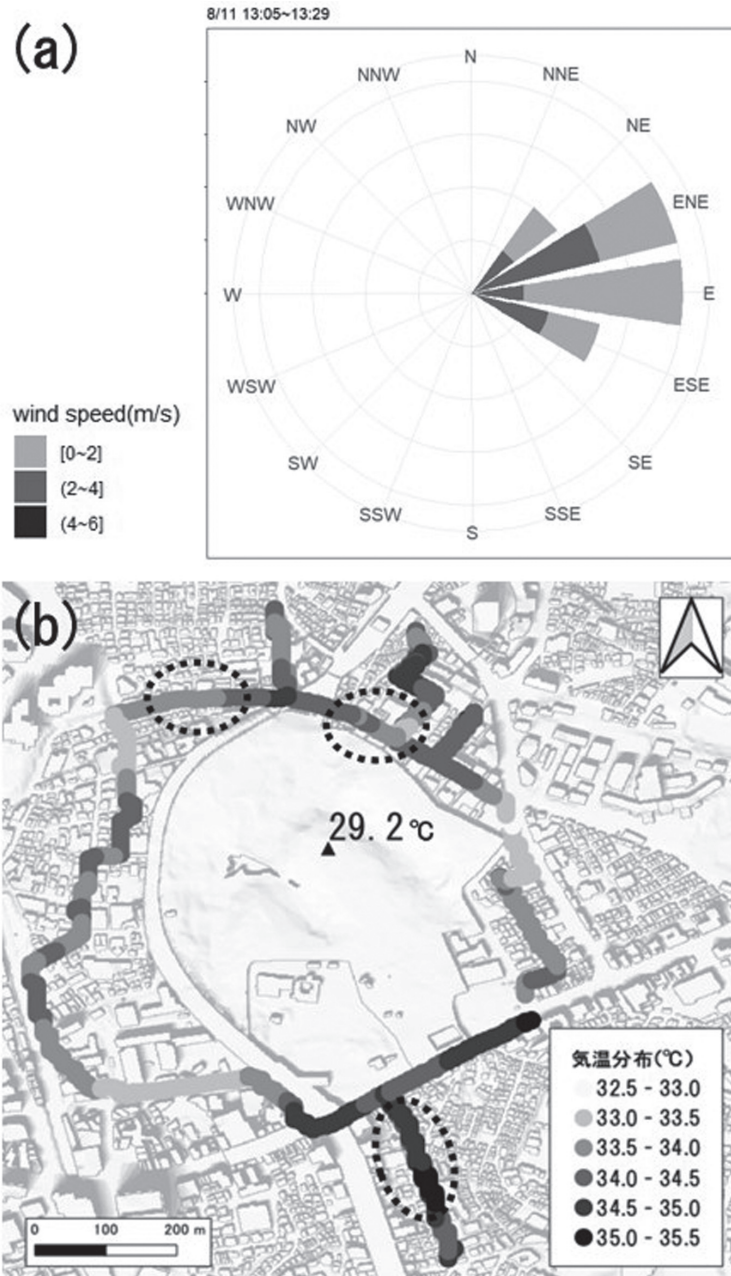 (a)
8/11 13:05~13:29
N
NNE
NE
ENE
E
ESE
SE
SSE
S
SSW
SW
WSW
W
WNW
NW
NNW
wind speed(m/s)
[0~2]
(2~4]
(4~6]
(b)
29.2℃
気温分布(℃)
32.5 - 33.0
33.0 - 33.5
33.5 - 34.0
34.0 - 34.5
34.5 - 35.0
35.0 - 35.5
0 100 200 m